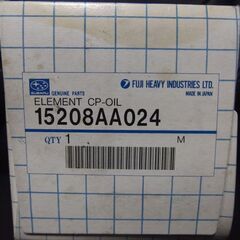 SUBARU
GENUINE PARTS
FUJI HEAVY INDUSTRIES LTD.
MADE IN JAPAN
ELEMENT CP-OIL
15208AA024
QTY 1 M